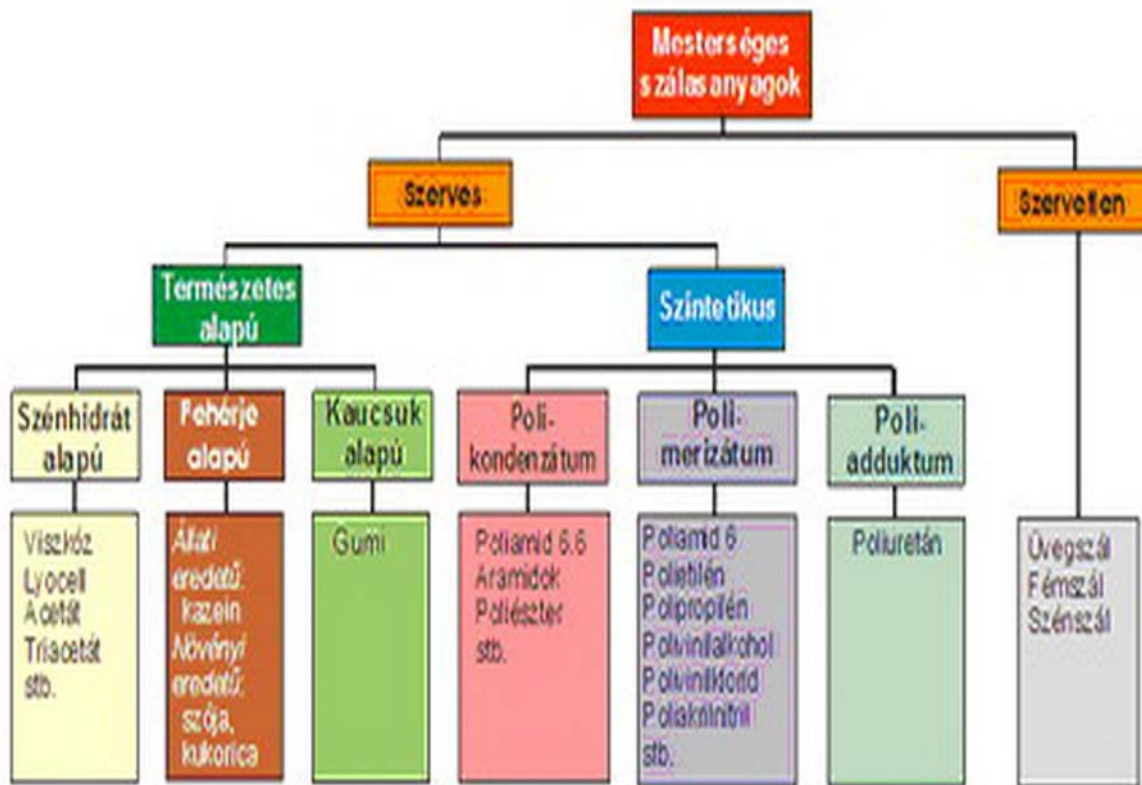 Mesterséges
szálasanyagok
Szerves
Szervetlen
Természetes
alapú
Szintetikus
Szénhidrát
alapú
Fehérje
alapú
Kaucsuk
alapú
Poli-
kondenzátum
Poli-
merizátum
Poli-
adduktum
Viszkóz
Lyocell
Acetát
Triacetát
stb.
Állati
eredetű:
kazein
Növényi
eredetű:
szója,
kukorica
Gumi
Poliamid 6.6
Aramidok
Poliészter
stb.
Poliamid 6
Polietilén
Polipropilén
Polivinilalkohol
Polivinilklorid
Poliakrilnitril
stb.
Poliuretán
Üvegszál
Fémszál
Szénszál